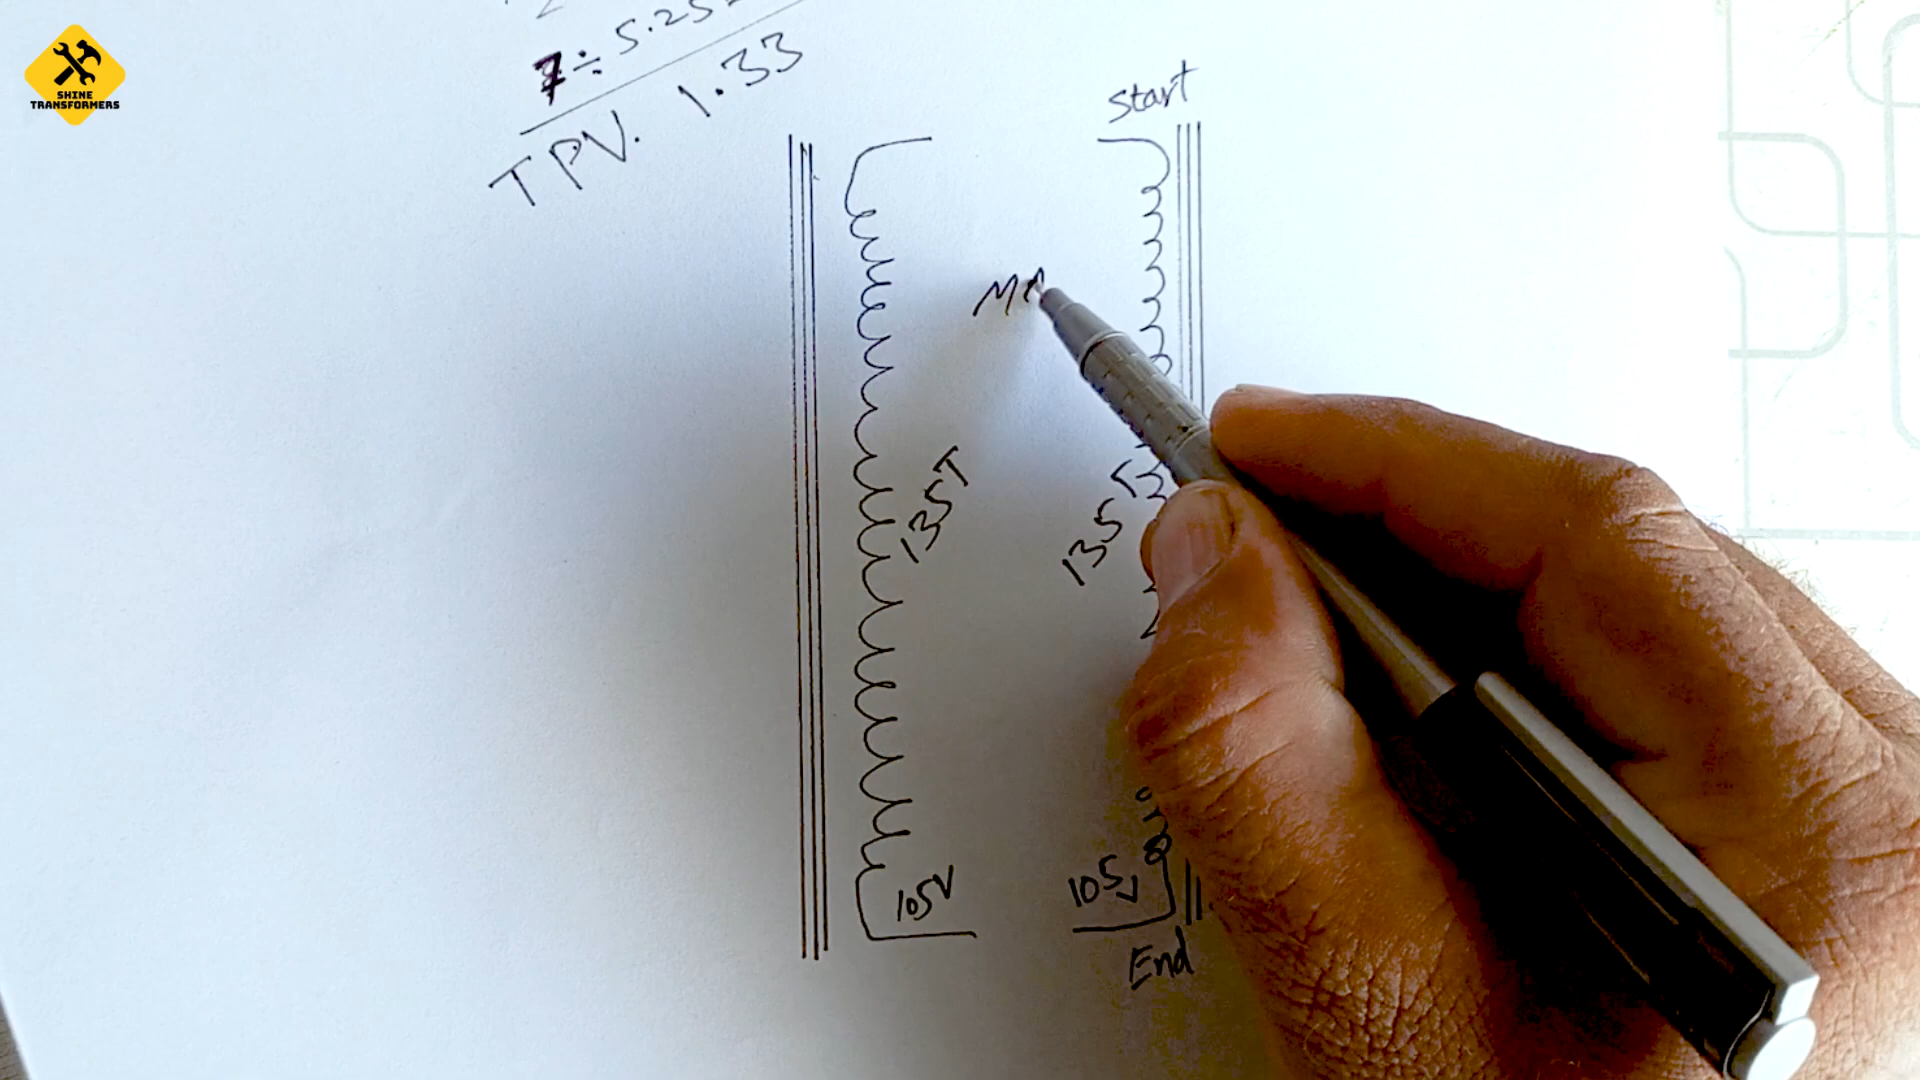 SHINE
TRANSFORMERS
7 ÷ 5.25
TPV. 1.33
Start
135T
135T
105V
105V
End